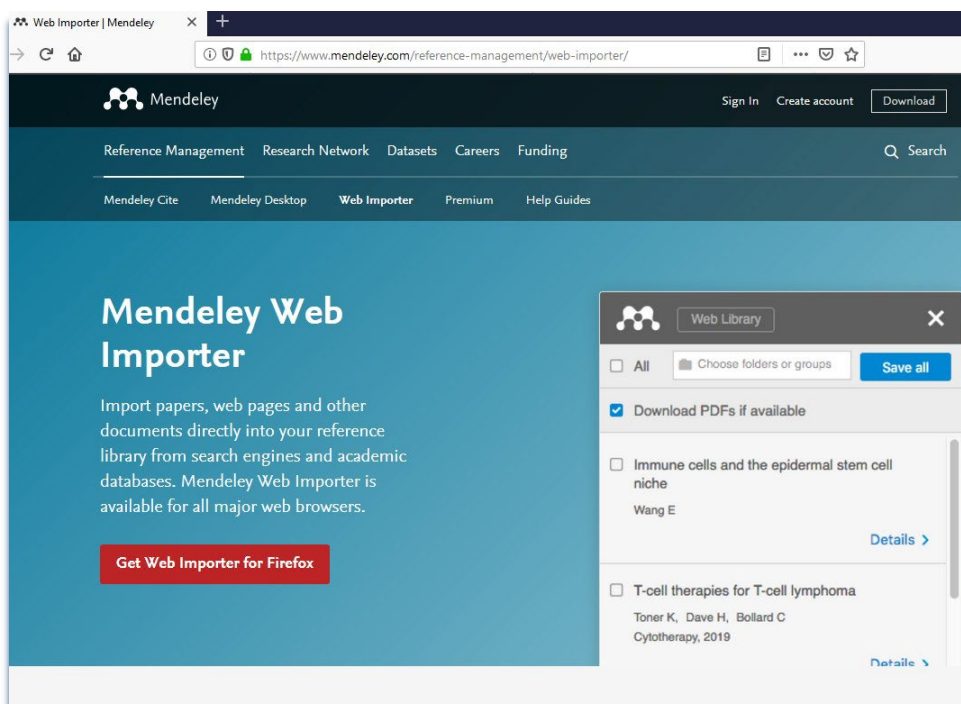 Web Importer | Mendeley
https://www.mendeley.com/reference-management/web-importer/
Mendeley
Sign In Create account Download
Reference Management Research Network Datasets Careers Funding Search
Mendeley Cite Mendeley Desktop Web Importer Premium Help Guides
Mendeley Web
Importer
Import papers, web pages and other
documents directly into your reference
library from search engines and academic
databases. Mendeley Web Importer is
available for all major web browsers.
Get Web Importer for Firefox
Web Library
All Choose folders or groups Save all
Download PDFs if available
Immune cells and the epidermal stem cell
niche
Wang E
Details >
T-cell therapies for T-cell lymphoma
Toner K, Dave H, Bollard C
Cytotherapy, 2019
Details >